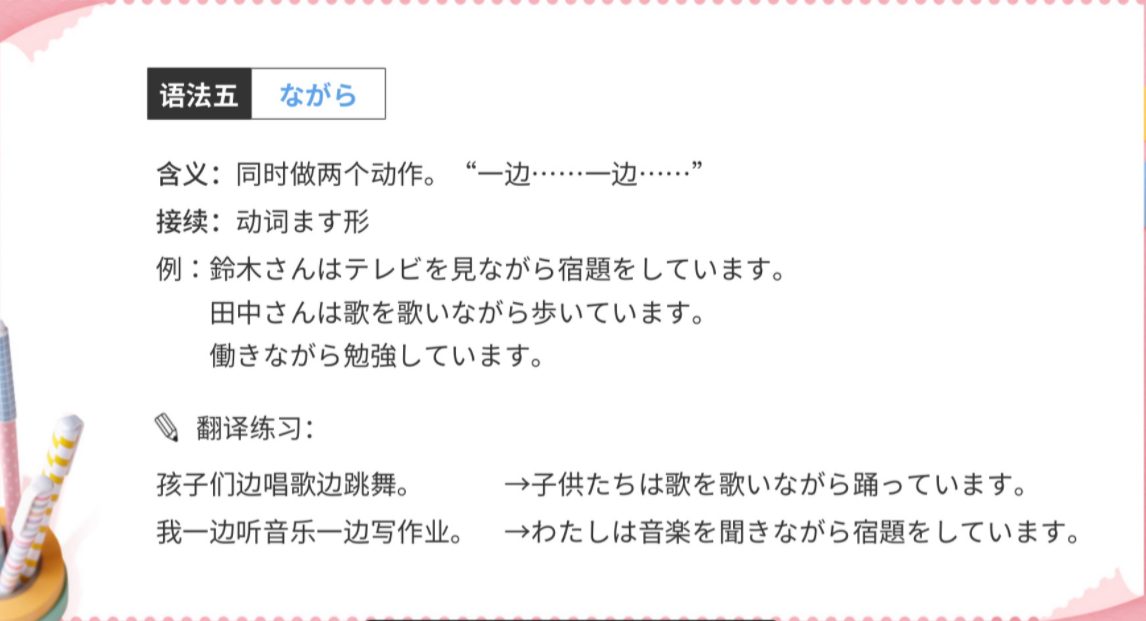 语法五 ながら
含义：同时做两个动作。“一边……一边……”
接续：动词ます形
例：鈴木さんはテレビを見ながら宿題をしています。
田中さんは歌を歌いながら歩いています。
働きながら勉強しています。
翻译练习：
孩子们边唱歌边跳舞。 →子供たちは歌を歌いながら踊っています。
我一边听音乐一边写作业。 →わたしは音楽を聞きながら宿題をしています。